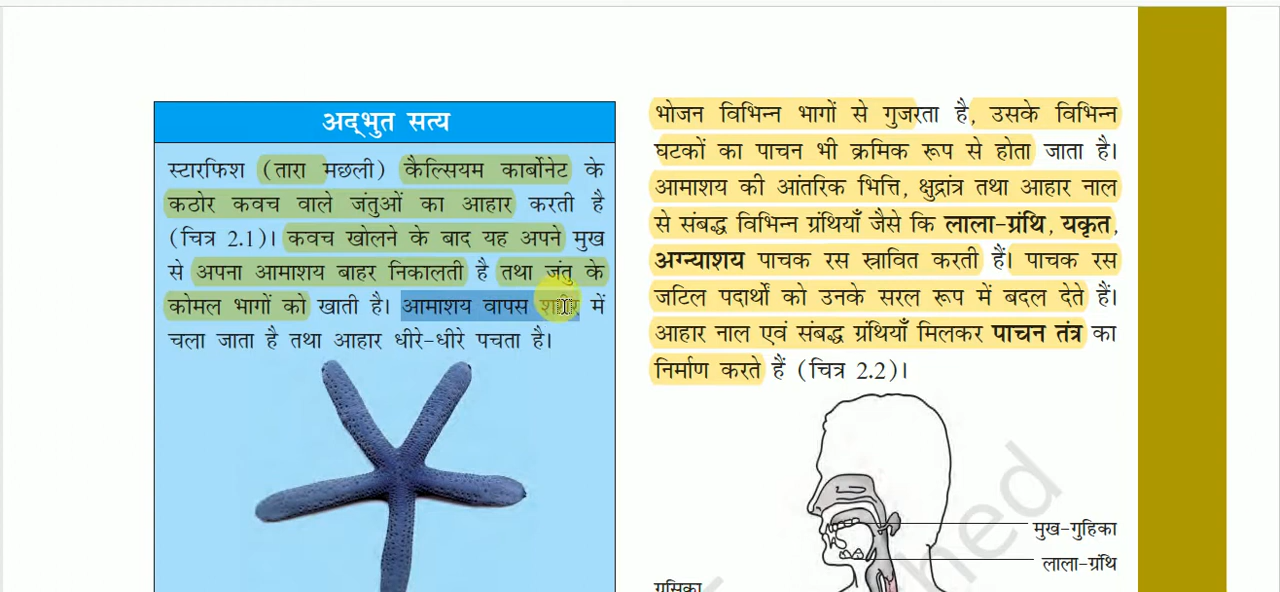 अद्भुत सत्य
स्टारफिश (तारा मछली) कैल्सियम कार्बोनेट के
कठोर कवच वाले जंतुओं का आहार करती है
(चित्र 2.1)। कवच खोलने के बाद यह अपने मुख
से अपना आमाशय बाहर निकालती है तथा जंतु के
कोमल भागों को खाती है। आमाशय वापस शरीर में
चला जाता है तथा आहार धीरे-धीरे पचता है।
भोजन विभिन्न भागों से गुजरता है, उसके विभिन्न
घटकों का पाचन भी क्रमिक रूप से होता जाता है।
आमाशय की आंतरिक भित्ति, क्षुद्रांत्र तथा आहार नाल
से संबद्ध विभिन्न ग्रंथियाँ जैसे कि लाला-ग्रंथि, यकृत,
अग्न्याशय पाचक रस स्रावित करती हैं। पाचक रस
जटिल पदार्थों को उनके सरल रूप में बदल देते हैं।
आहार नाल एवं संबद्ध ग्रंथियाँ मिलकर पाचन तंत्र का
निर्माण करते हैं (चित्र 2.2)।
मुख-गुहिका
लाला-ग्रंथि
ग्रसिका
hed